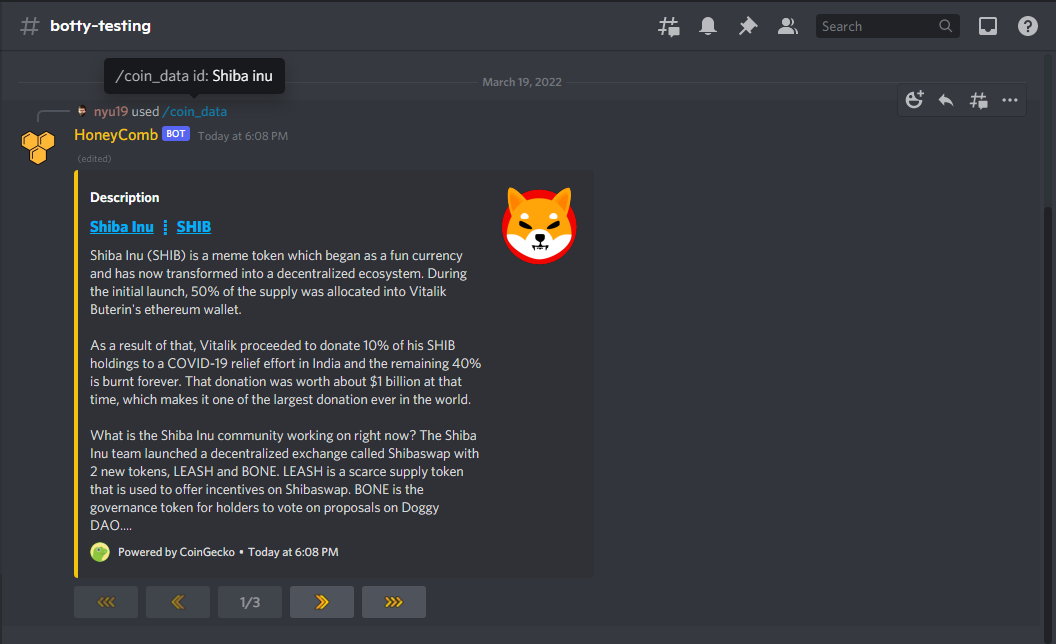 # botty-testing
Search
/coin_data id: Shiba inu
March 19, 2022
nyu19 used /coin_data
HoneyComb BOT Today at 6:08 PM
(edited)
Description
Shiba Inu ⋮ SHIB
Shiba Inu (SHIB) is a meme token which began as a fun currency
and has now transformed into a decentralized ecosystem. During
the initial launch, 50% of the supply was allocated into Vitalik
Buterin's ethereum wallet.
As a result of that, Vitalik proceeded to donate 10% of his SHIB
holdings to a COVID-19 relief effort in India and the remaining 40%
is burnt forever. That donation was worth about $1 billion at that
time, which makes it one of the largest donation ever in the world.
What is the Shiba Inu community working on right now? The Shiba
Inu team launched a decentralized exchange called Shibaswap with
2 new tokens, LEASH and BONE. LEASH is a scarce supply token
that is used to offer incentives on Shibaswap. BONE is the
governance token for holders to vote on proposals on Doggy
DAO....
Powered by CoinGecko • Today at 6:08 PM
1/3